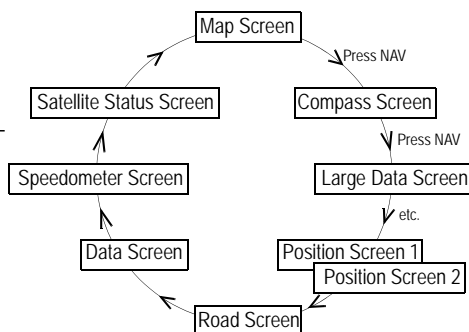 Map Screen
Press NAV
Satellite Status Screen
Compass Screen
Press NAV
Speedometer Screen
Large Data Screen
etc.
Data Screen
Position Screen 1
Position Screen 2
Road Screen